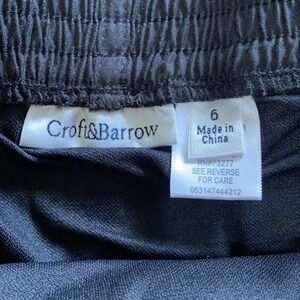 Croft&Barrow
6
Made in
China
RN#73277
SEE REVERSE
FOR CARE
063147444212